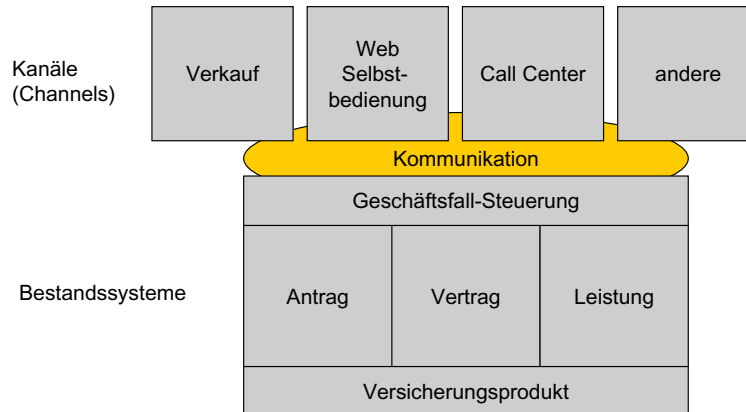 Kanäle
(Channels)
Verkauf
Web
Selbst-
bedienung
Call Center
andere
Kommunikation
Geschäftsfall-Steuerung
Bestandssysteme
Antrag
Vertrag
Leistung
Versicherungsprodukt